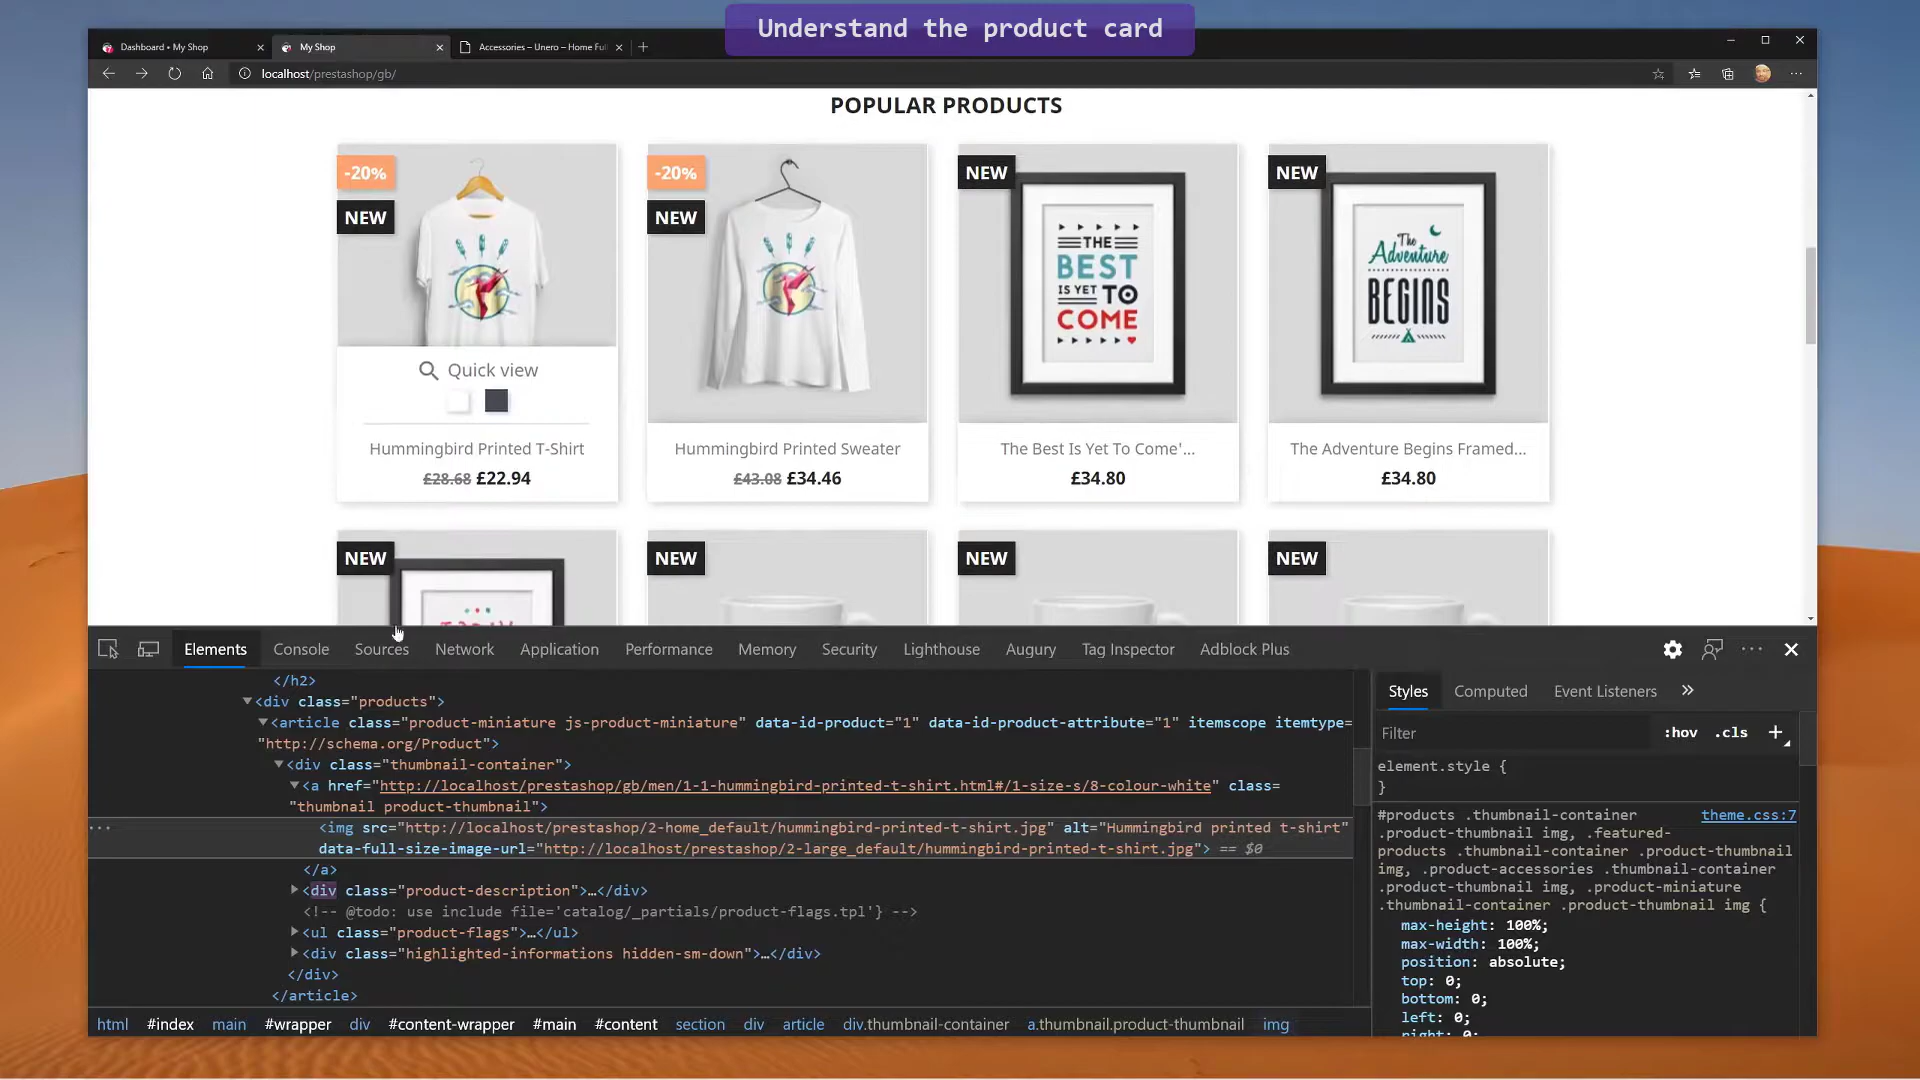 Understand the product card
Dashboard • My Shop
My Shop
Accessories – Unero – Home Ful
localhost/prestashop/gb/
POPULAR PRODUCTS
-20%
NEW
-20%
NEW
NEW
THE
BEST
IS YET TO
COME
NEW
The
Adventure
BEGINS
Quick view
Hummingbird Printed T-Shirt
£28.68 £22.94
Hummingbird Printed Sweater
£43.08 £34.46
The Best Is Yet To Come'...
£34.80
The Adventure Begins Framed...
£34.80
NEW
NEW
NEW
NEW
Elements Console Sources Network Application Performance Memory Security Lighthouse Augury Tag Inspector Adblock Plus
</h2>
<div class="products">
<article class="product-miniature js-product-miniature" data-id-product="1" data-id-product-attribute="1" itemscope itemtype=
"http://schema.org/Product">
<div class="thumbnail-container">
<a href="http://localhost/prestashop/gb/men/1-1-hummingbird-printed-t-shirt.html#/1-size-s/8-colour-white" class=
"thumbnail product-thumbnail">
<img src="http://localhost/prestashop/2-home_default/hummingbird-printed-t-shirt.jpg" alt="Hummingbird printed t-shirt"
data-full-size-image-url="http://localhost/prestashop/2-large_default/hummingbird-printed-t-shirt.jpg"> == $0
</a>
<div class="product-description">…</div>
<!-- @todo: use include file='catalog/_partials/product-flags.tpl'} -->
<ul class="product-flags">…</ul>
<div class="highlighted-informations hidden-sm-down">…</div>
</div>
</article>
html #index main #wrapper div #content-wrapper #main #content section div article div.thumbnail-container a.thumbnail.product-thumbnail img
Styles Computed Event Listeners
Filter :hov .cls
element.style {
}
#products .thumbnail-container theme.css:7
.product-thumbnail img, .featured-
products .thumbnail-container .product-thumbnail
img, .product-accessories .thumbnail-container
.product-thumbnail img, .product-miniature
.thumbnail-container .product-thumbnail img {
max-height: 100%;
max-width: 100%;
position: absolute;
top: 0;
bottom: 0;
left: 0;
right: 0;